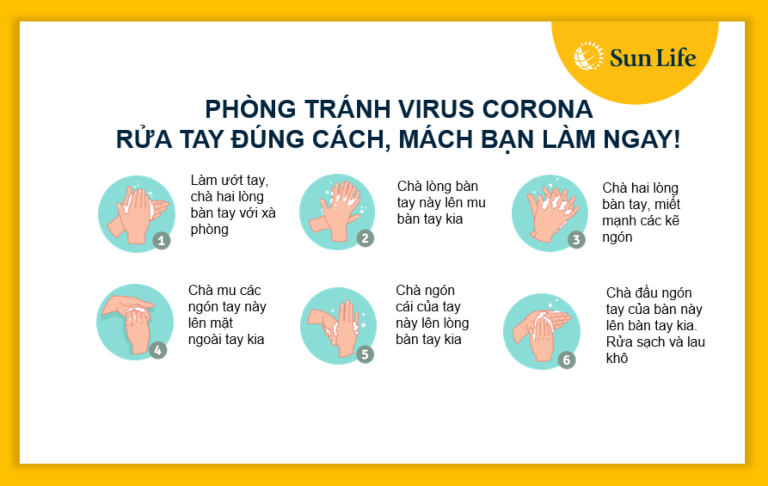 Sun Life
PHÒNG TRÁNH VIRUS CORONA
RỬA TAY ĐÚNG CÁCH, MÁCH BẠN LÀM NGAY!
Làm ướt tay,
chà hai lòng
bàn tay với xà
phòng
1
Chà lòng bàn
tay này lên mu
bàn tay kia
2
Chà hai lòng
bàn tay, miết
mạnh các kẽ
ngón
3
Chà mu các
ngón tay này
lên mặt
ngoài tay kia
4
Chà ngón
cái của tay
này lên lòng
bàn tay kia
5
Chà đầu ngón
tay của bàn này
lên bàn tay kia.
Rửa sạch và lau
khô
6